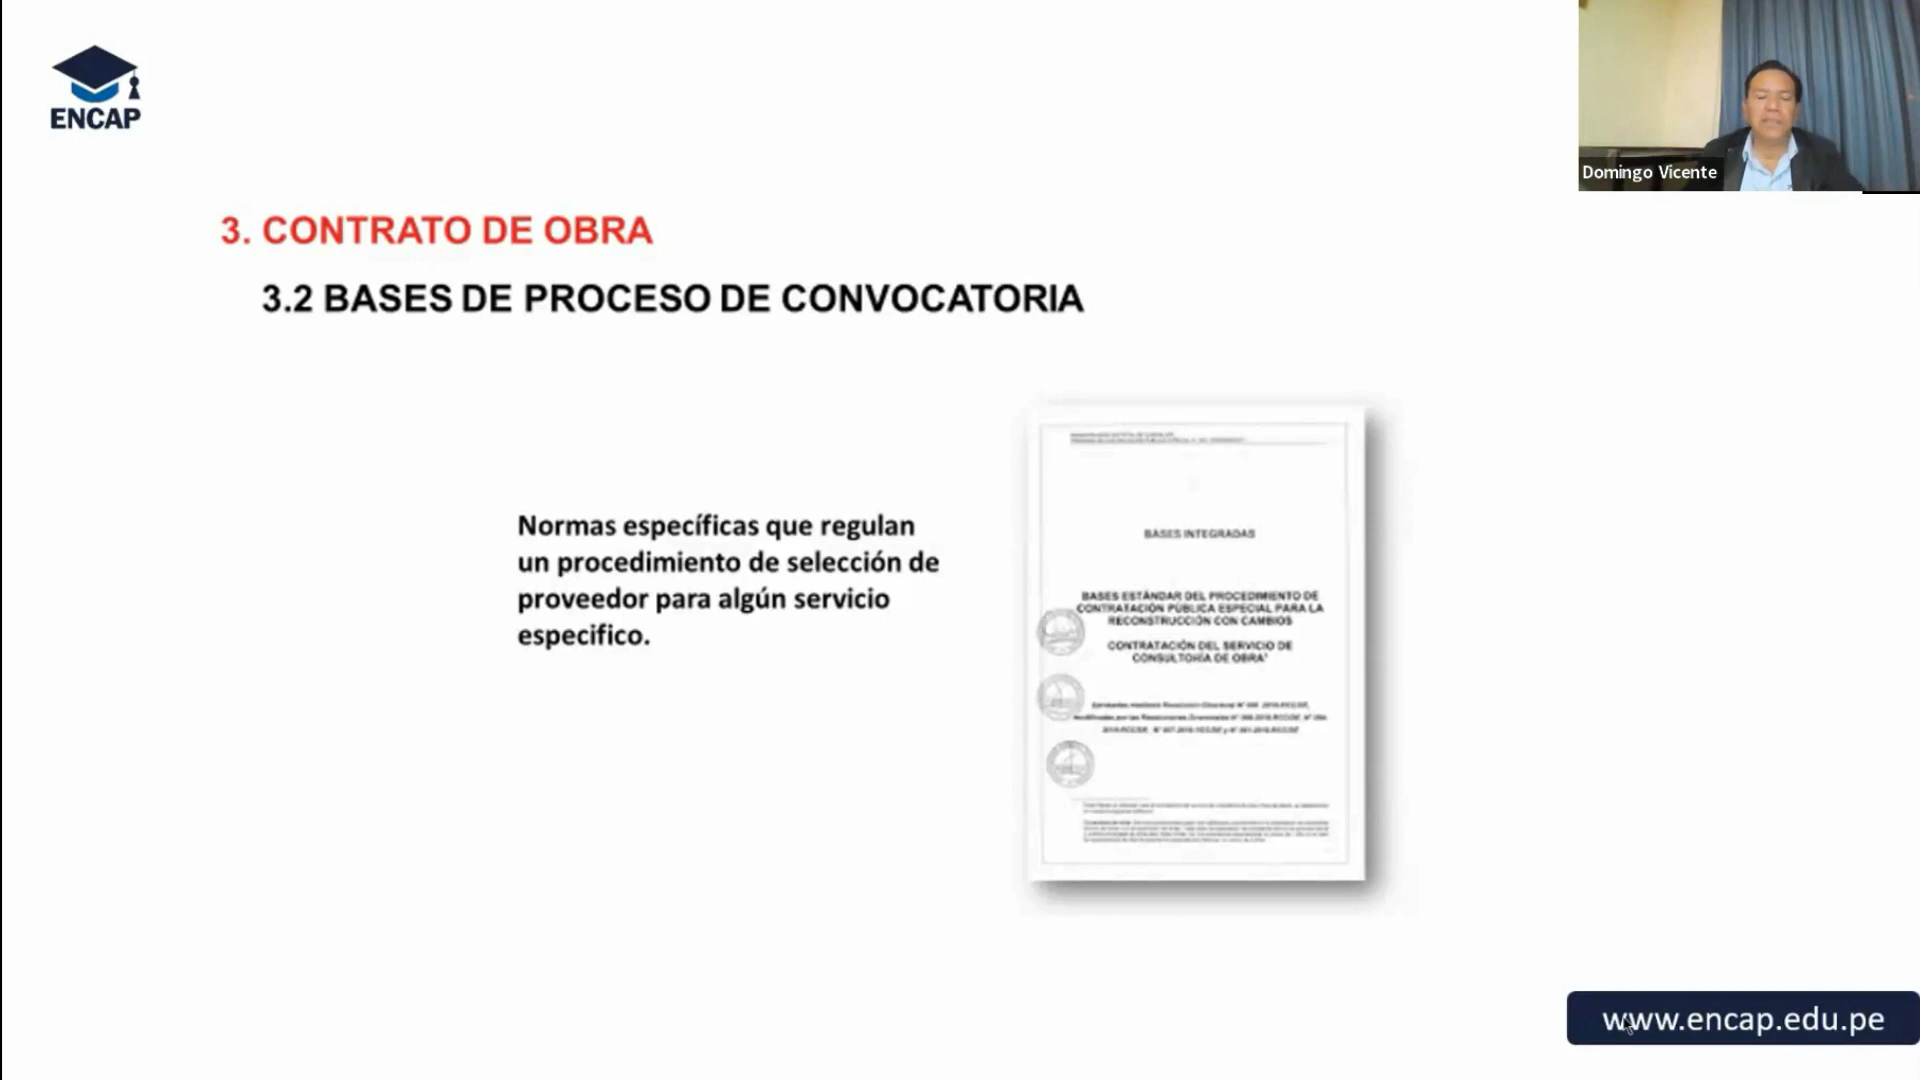 ENCAP
Domingo Vicente
3. CONTRATO DE OBRA
3.2 BASES DE PROCESO DE CONVOCATORIA
Normas específicas que regulan
un procedimiento de selección de
proveedor para algún servicio
especifico.
BASES INTEGRADAS
BASES ESTÁNDAR DEL PROCEDIMIENTO DE
CONTRATACIÓN PÚBLICA ESPECIAL PARA LA
RECONSTRUCCIÓN CON CAMBIOS
CONTRATACIÓN DEL SERVICIO DE
CONSULTORÍA DE OBRA
www.encap.edu.pe